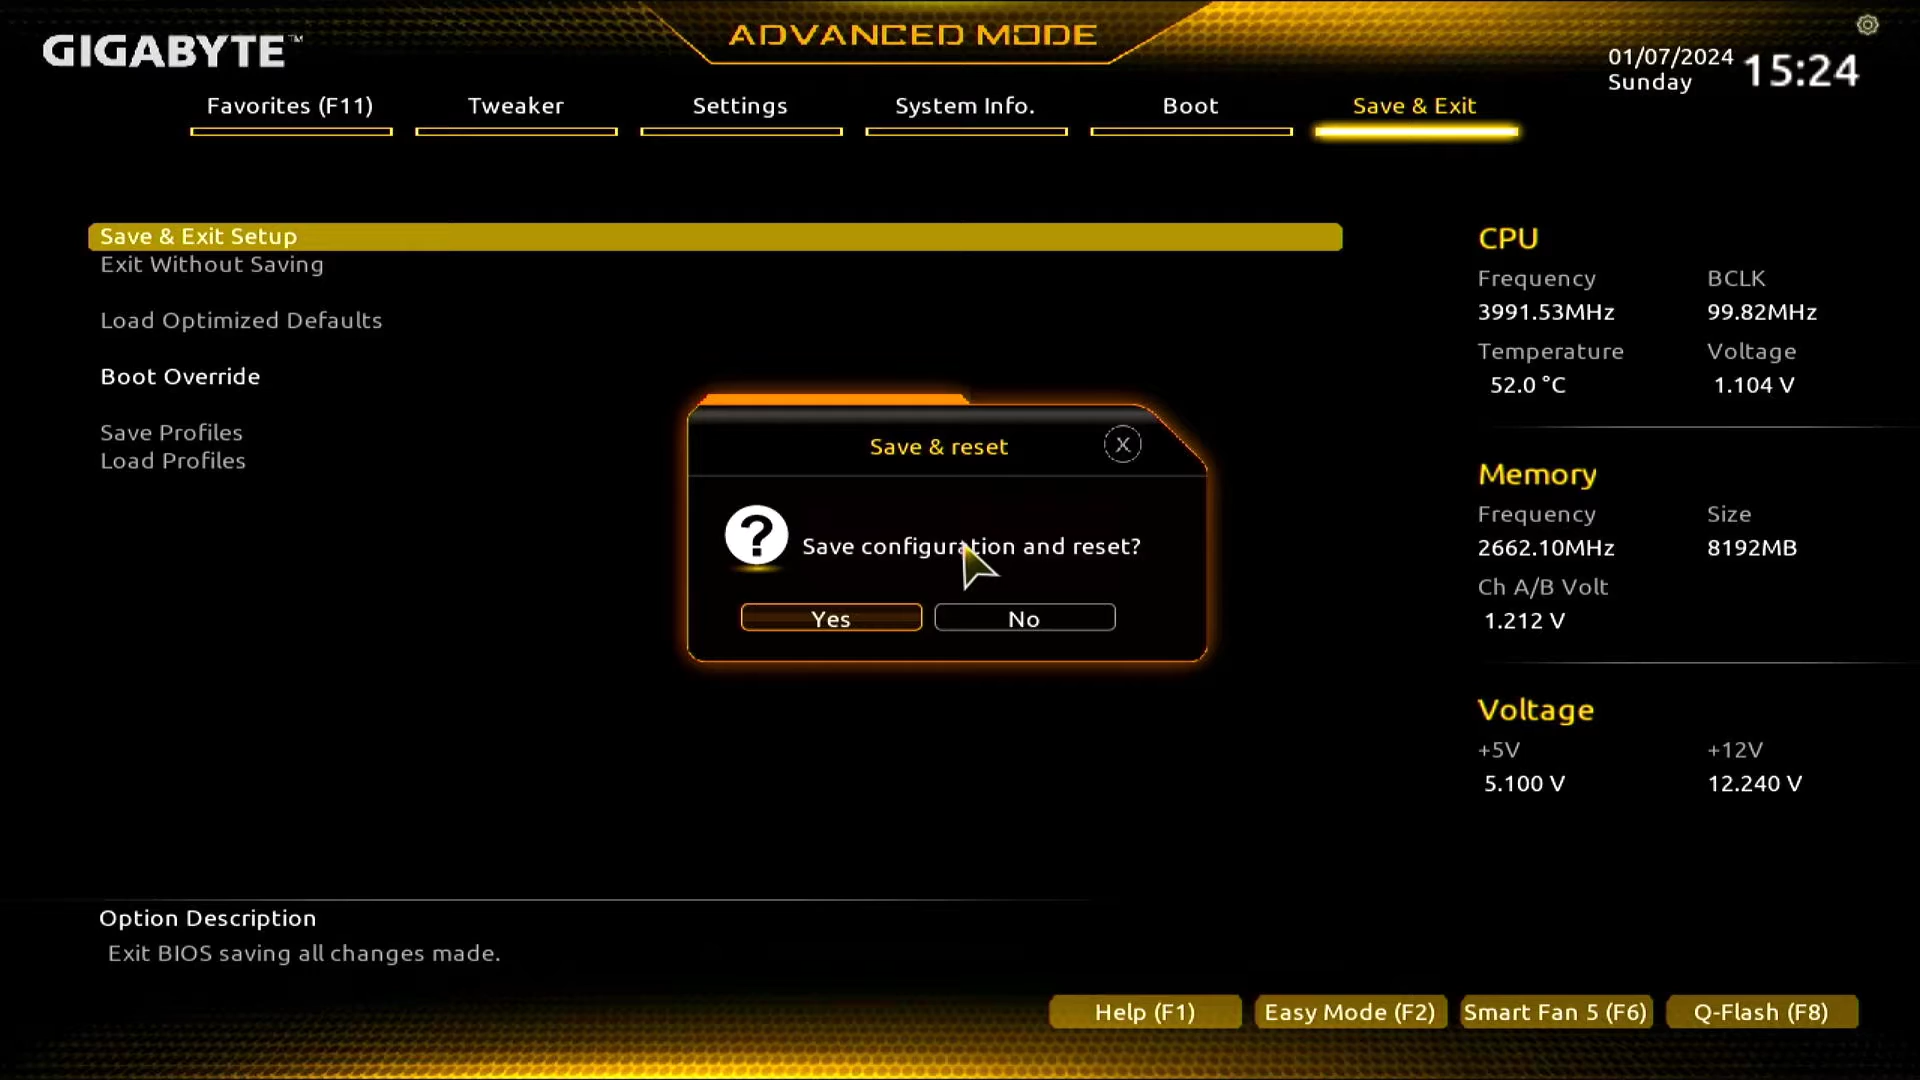 GIGABYTE™
ADVANCED MODE
01/07/2024
Sunday
15:24
Favorites (F11)
Tweaker
Settings
System Info.
Boot
Save & Exit
Save & Exit Setup
Exit Without Saving
Load Optimized Defaults
Boot Override
Save Profiles
Load Profiles
Save & reset
X
?
Save configuration and reset?
Yes
No
CPU
Frequency
BCLK
3991.53MHz
99.82MHz
Temperature
Voltage
52.0 °C
1.104 V
Memory
Frequency
Size
2662.10MHz
8192MB
Ch A/B Volt
1.212 V
Voltage
+5V
+12V
5.100 V
12.240 V
Option Description
Exit BIOS saving all changes made.
Help (F1)
Easy Mode (F2)
Smart Fan 5 (F6)
Q-Flash (F8)